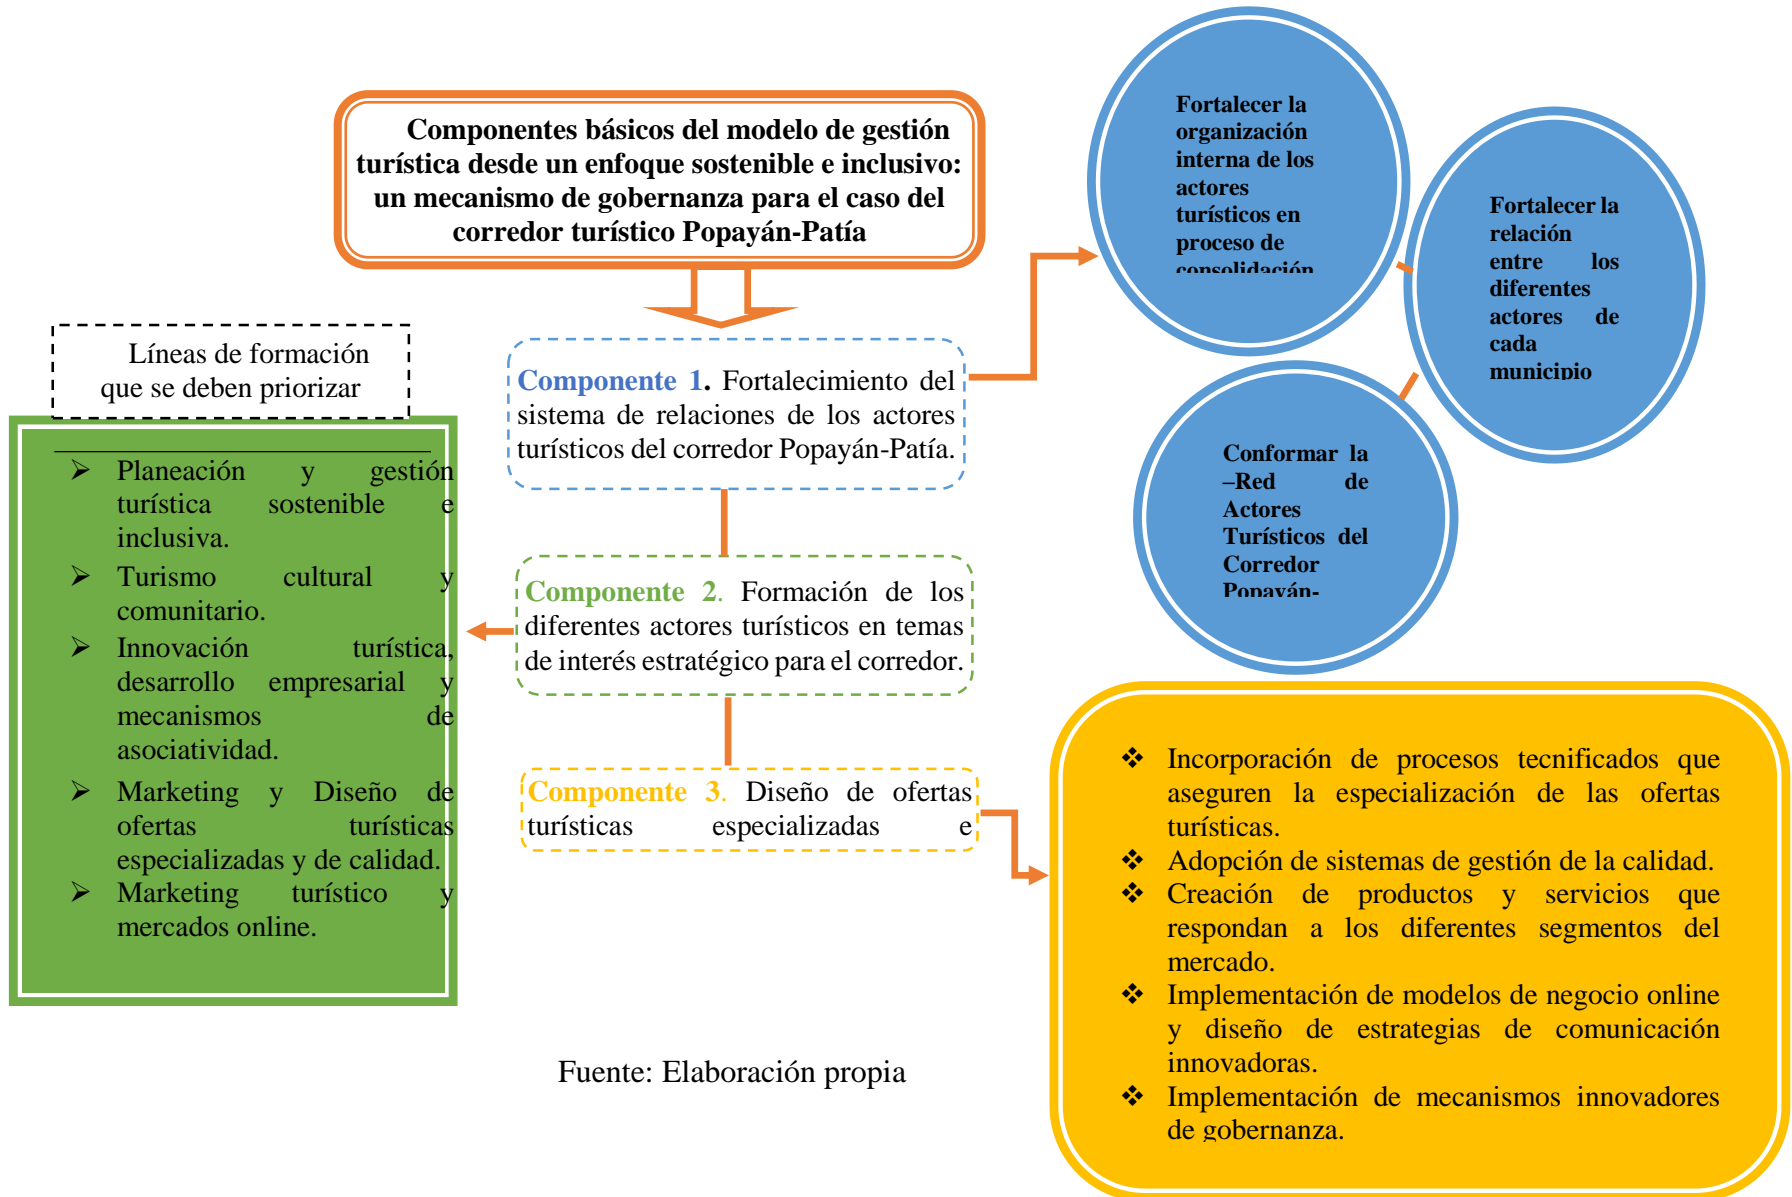 Componentes básicos del modelo de gestión
turística desde un enfoque sostenible e inclusivo:
un mecanismo de gobernanza para el caso del
corredor turístico Popayán-Patía
Fortalecer la
organización
interna de los
actores
turísticos en
proceso de
consolidación
Fortalecer la
relación
entre los
diferentes
actores de
cada
municipio
Conformar la
–Red de
Actores
Turísticos del
Corredor
Popayán-
Componente 1. Fortalecimiento del
sistema de relaciones de los actores
turísticos del corredor Popayán-Patía.
Componente 2. Formación de los
diferentes actores turísticos en temas
de interés estratégico para el corredor.
Líneas de formación
que se deben priorizar
➢ Planeación y gestión
turística sostenible e
inclusiva.
➢ Turismo cultural y
comunitario.
➢ Innovación turística,
desarrollo empresarial y
mecanismos de
asociatividad.
➢ Marketing y Diseño de
ofertas turísticas
especializadas y de calidad.
➢ Marketing turístico y
mercados online.
Componente 3. Diseño de ofertas
turísticas especializadas e
❖ Incorporación de procesos tecnificados que
aseguren la especialización de las ofertas
turísticas.
❖ Adopción de sistemas de gestión de la calidad.
❖ Creación de productos y servicios que
respondan a los diferentes segmentos del
mercado.
❖ Implementación de modelos de negocio online
y diseño de estrategias de comunicación
innovadoras.
❖ Implementación de mecanismos innovadores
de gobernanza.
Fuente: Elaboración propia